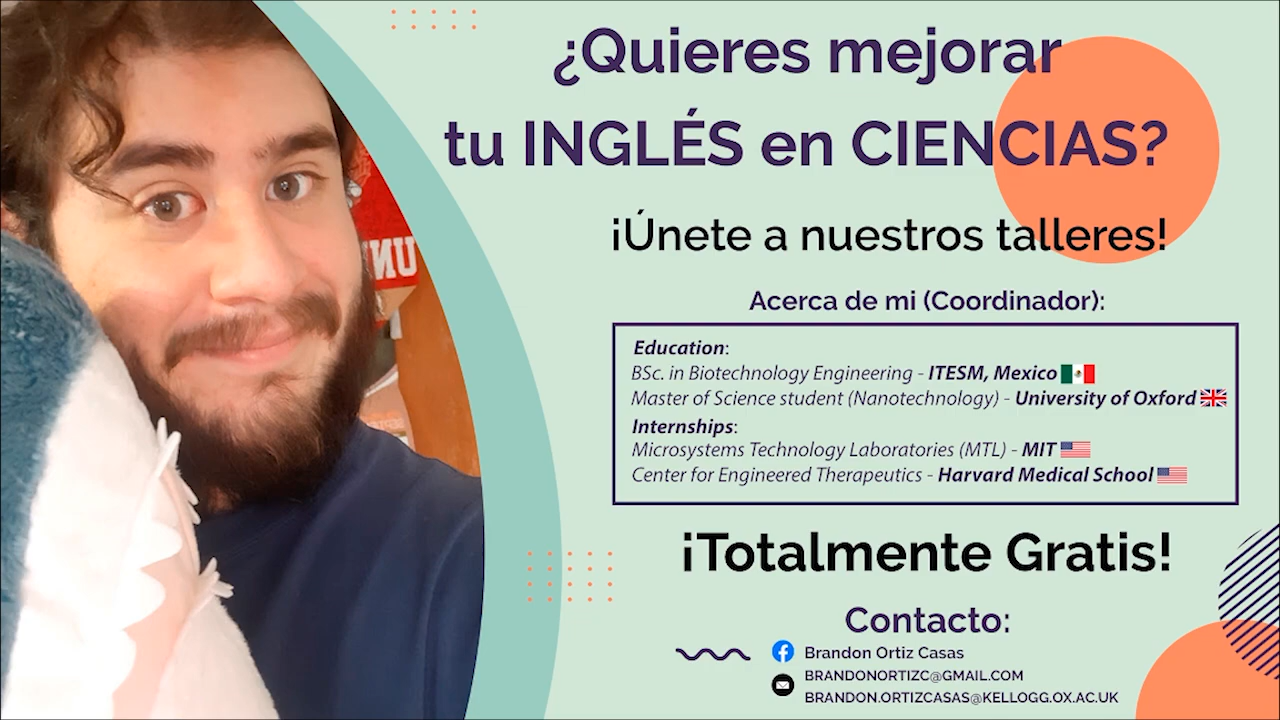 ¿Quieres mejorar
tu INGLÉS en CIENCIAS?
¡Únete a nuestros talleres!
UN
Acerca de mi (Coordinador):
Education:
BSc. in Biotechnology Engineering - ITESM, Mexico
Master of Science student (Nanotechnology) - University of Oxford
Internships:
Microsystems Technology Laboratories (MTL) - MIT
Center for Engineered Therapeutics - Harvard Medical School
¡Totalmente Gratis!
Contacto:
Brandon Ortiz Casas
BRANDONORTIZC@GMAIL.COM
BRANDON.ORTIZCASAS@KELLOGG.OX.AC.UK